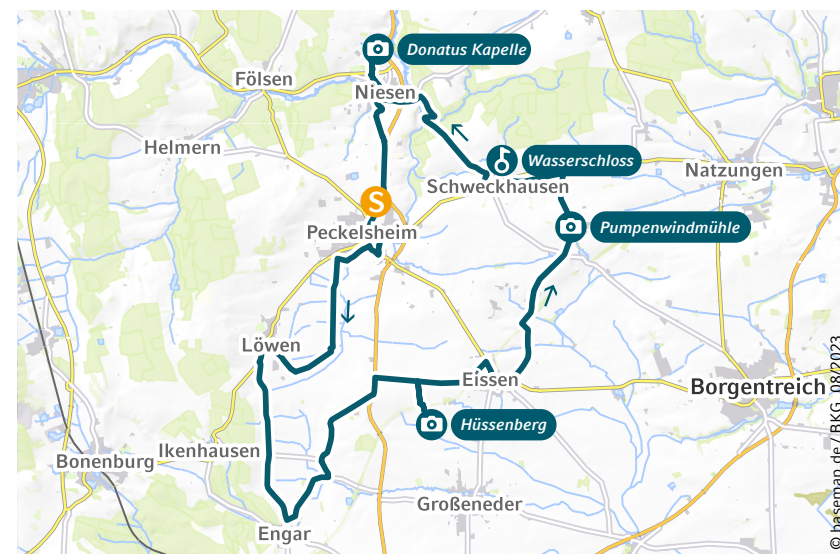 Donatus Kapelle
Fölsen
Niesen
Helmern
Wasserschloss
Natzungen
Schweckhausen
S
Peckelsheim
Pumpenwindmühle
Löwen
Eissen
Borgentreich
Hüssenberg
Ikenhausen
Bonenburg
Großeneder
Engar
© basemap.de / BKG 08/2023